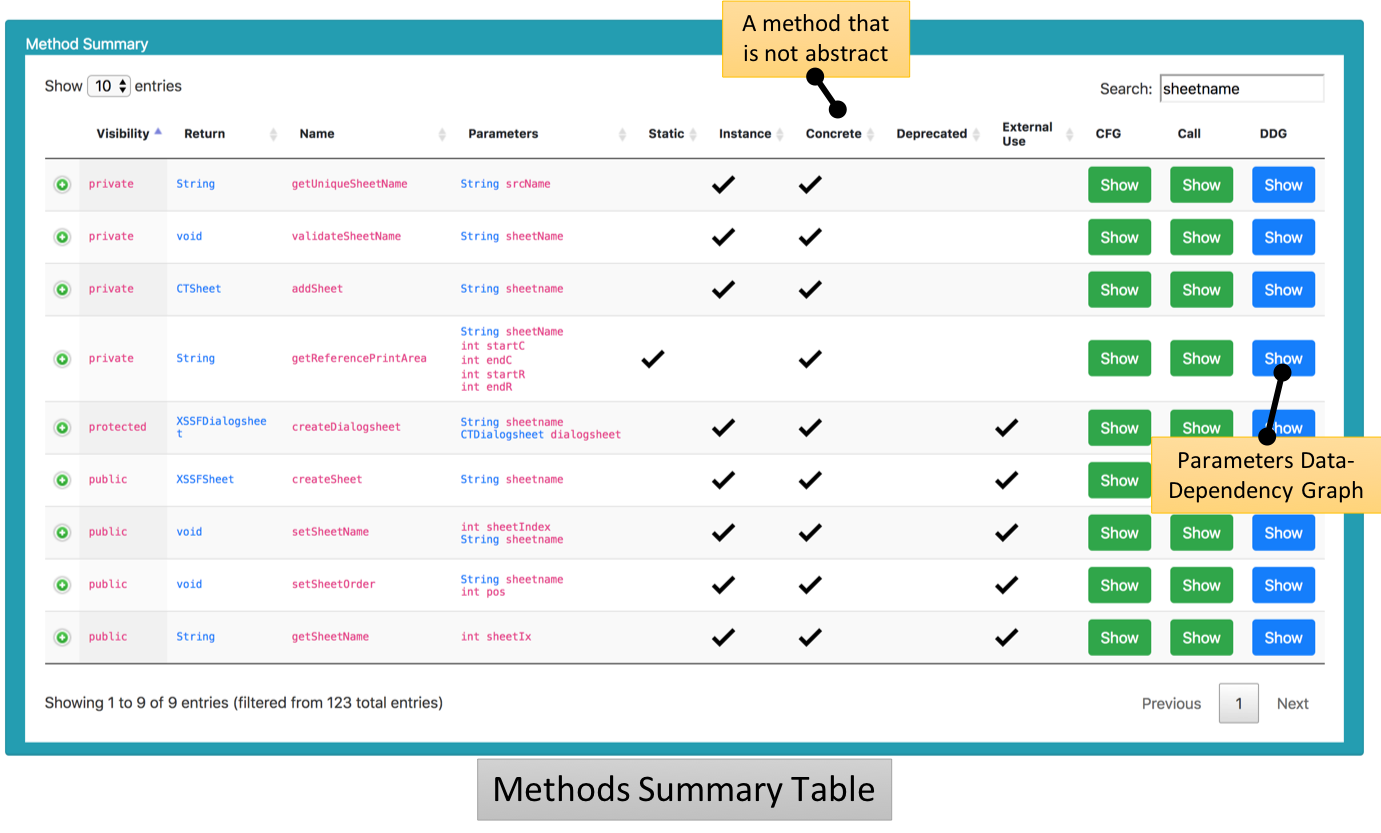 A method that
is not abstract
Method Summary
Show 10 entries
Search: sheetname
Visibility Return Name Parameters Static Instance Concrete Deprecated External Use CFG Call DDG
private String getUniqueSheetName String srcName Show Show Show
private void validateSheetName String sheetName Show Show Show
private CTSheet addSheet String sheetname Show Show Show
private String getReferencePrintArea String sheetName Show Show Show
int startC
int endC
int startR
int endR
protected XSSFDialogshee createDialogsheet String sheetname Show Show Show
t CTDialogsheet dialogsheet
public XSSFSheet createSheet String sheetname Show
Parameters Data-
Dependency Graph
public void setSheetName int sheetIndex Show Show Show
String sheetname
public void setSheetOrder String sheetname Show Show Show
int pos
public String getSheetName int sheetIx Show Show Show
Showing 1 to 9 of 9 entries (filtered from 123 total entries)
Previous 1 Next
Methods Summary Table